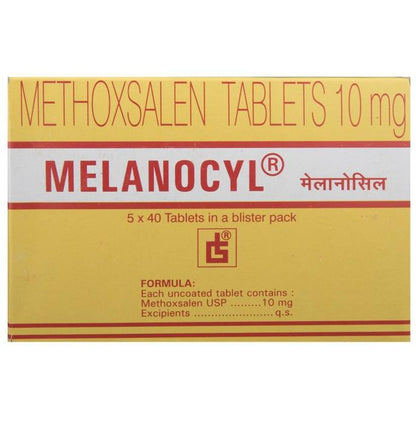 METHOXSALEN TABLETS 10 mg
MELANOCYL® मेलानोसिल
5 x 40 Tablets in a blister pack
®
FORMULA:
Each uncoated tablet contains :
Methoxsalen USP ..........10 mg
Excipients ........................q.s.